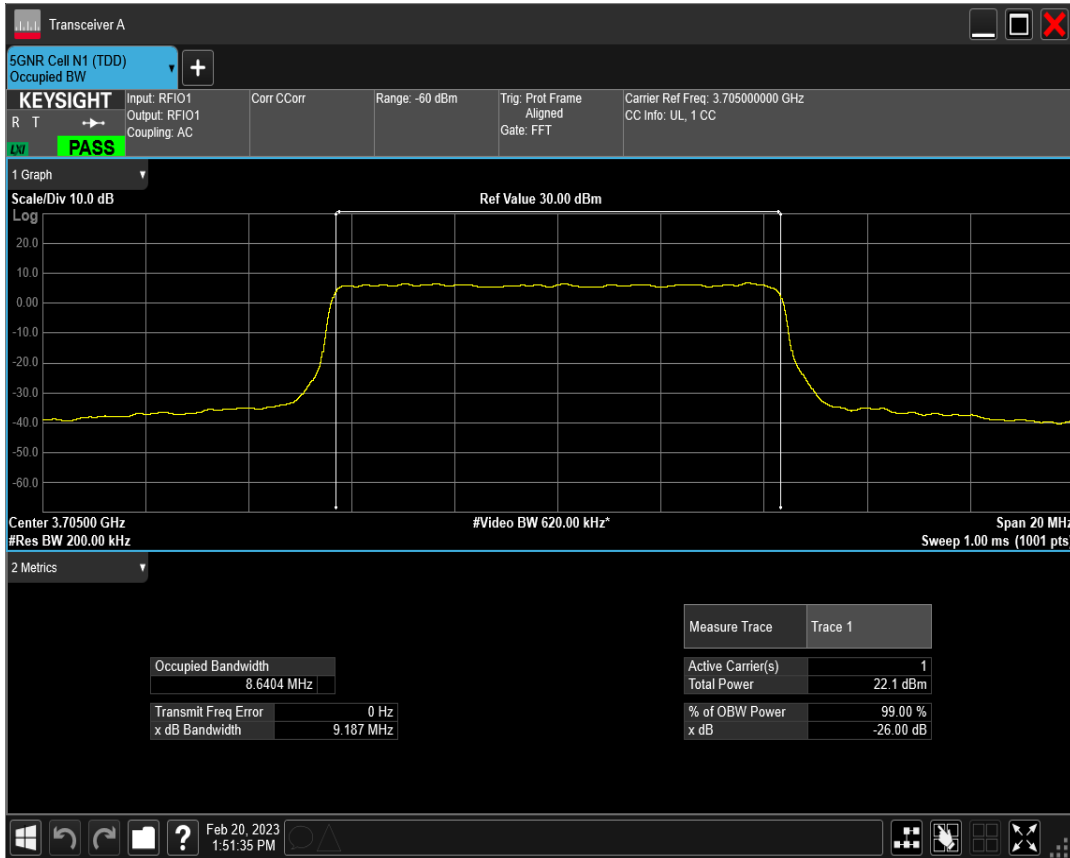 Transceiver A
5GNR Cell N1 (TDD)
Occupied BW
+
KEYSIGHT
R T
LXI
PASS
Input: RFIO1
Output: RFIO1
Coupling: AC
Corr CCorr
Range: -60 dBm
Trig: Prot Frame
Aligned
Gate: FFT
Carrier Ref Freq: 3.705000000 GHz
CC Info: UL, 1 CC
1 Graph
Scale/Div 10.0 dB
Ref Value 30.00 dBm
Log
20.0
10.0
0.00
-10.0
-20.0
-30.0
-40.0
-50.0
-60.0
Center 3.70500 GHz
#Video BW 620.00 kHz*
Span 20 MHz
#Res BW 200.00 kHz
Sweep 1.00 ms (1001 pts)
2 Metrics
Measure Trace Trace 1
Occupied Bandwidth
8.6404 MHz
Active Carrier(s) 1
Total Power 22.1 dBm
Transmit Freq Error 0 Hz
x dB Bandwidth 9.187 MHz
% of OBW Power 99.00 %
x dB -26.00 dB
?
Feb 20, 2023
1:51:35 PM